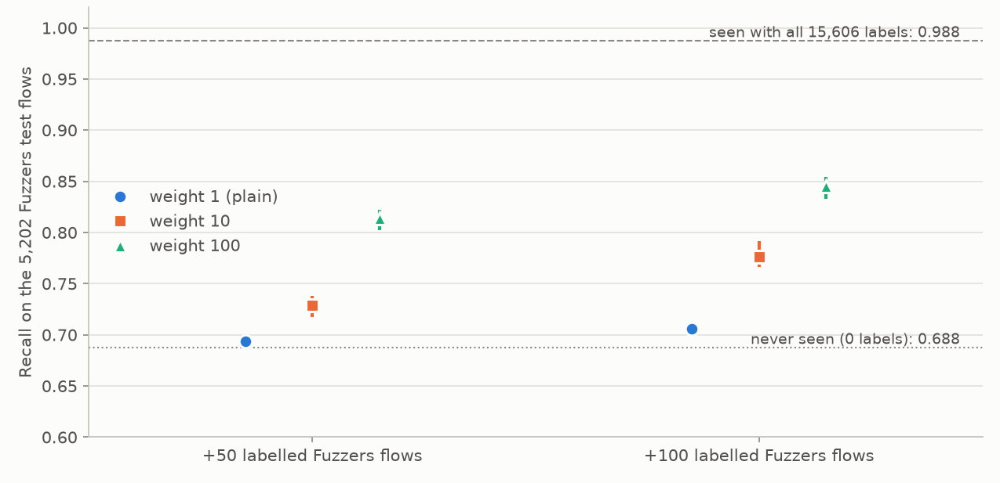 Recall on the 5,202 Fuzzers test flows
1.00
0.95
0.90
0.85
0.80
0.75
0.70
0.65
0.60
seen with all 15,606 labels: 0.988
weight 1 (plain)
weight 10
weight 100
never seen (0 labels): 0.688
+50 labelled Fuzzers flows
+100 labelled Fuzzers flows